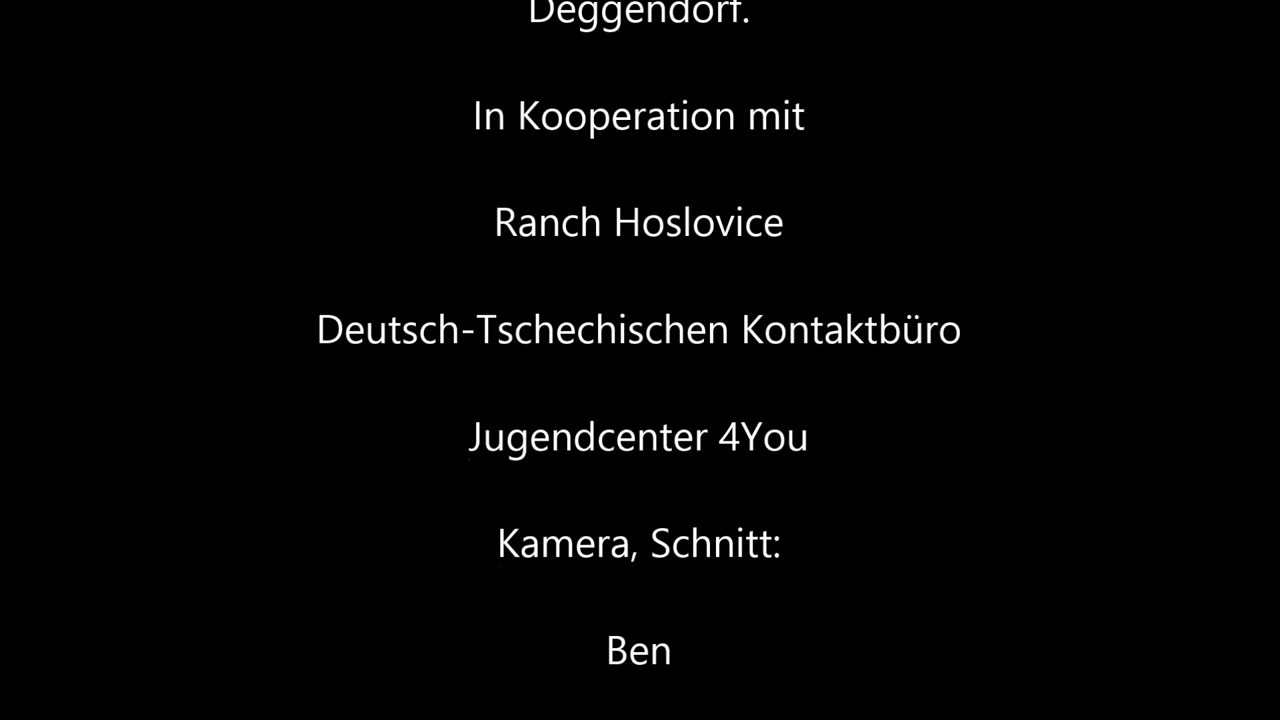 Deggendorf.
In Kooperation mit
Ranch Hoslovice
Deutsch-Tschechischen Kontaktbüro
Jugendcenter 4You
Kamera, Schnitt:
Ben